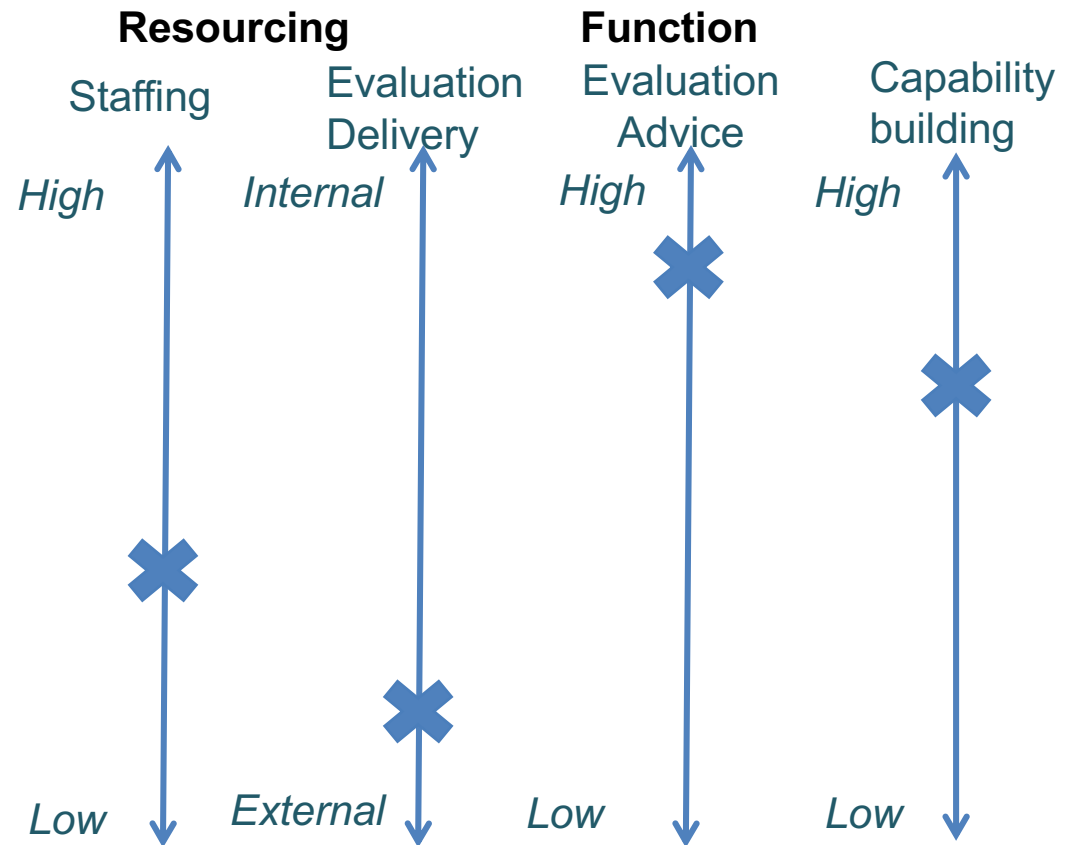 Resourcing
Function
Staffing
Evaluation
Delivery
Evaluation
Advice
Capability
building
High
Internal
High
High
Low
External
Low
Low